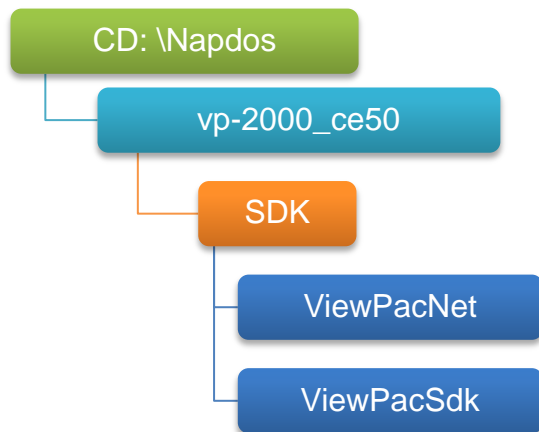 CD: \Napdos
vp-2000_ce50
SDK
ViewPacNet
ViewPacSdk